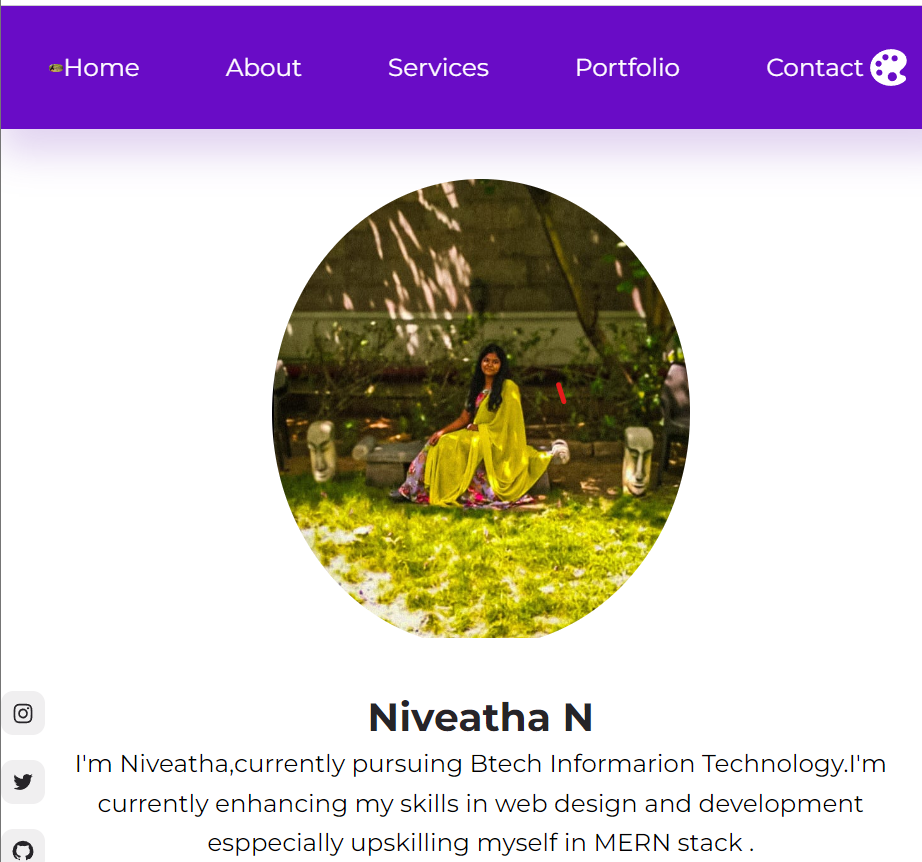 Home About Services Portfolio Contact
Niveatha N
I'm Niveatha,currently pursuing Btech Informarion Technology.I'm
currently enhancing my skills in web design and development
esppecially upskilling myself in MERN stack .